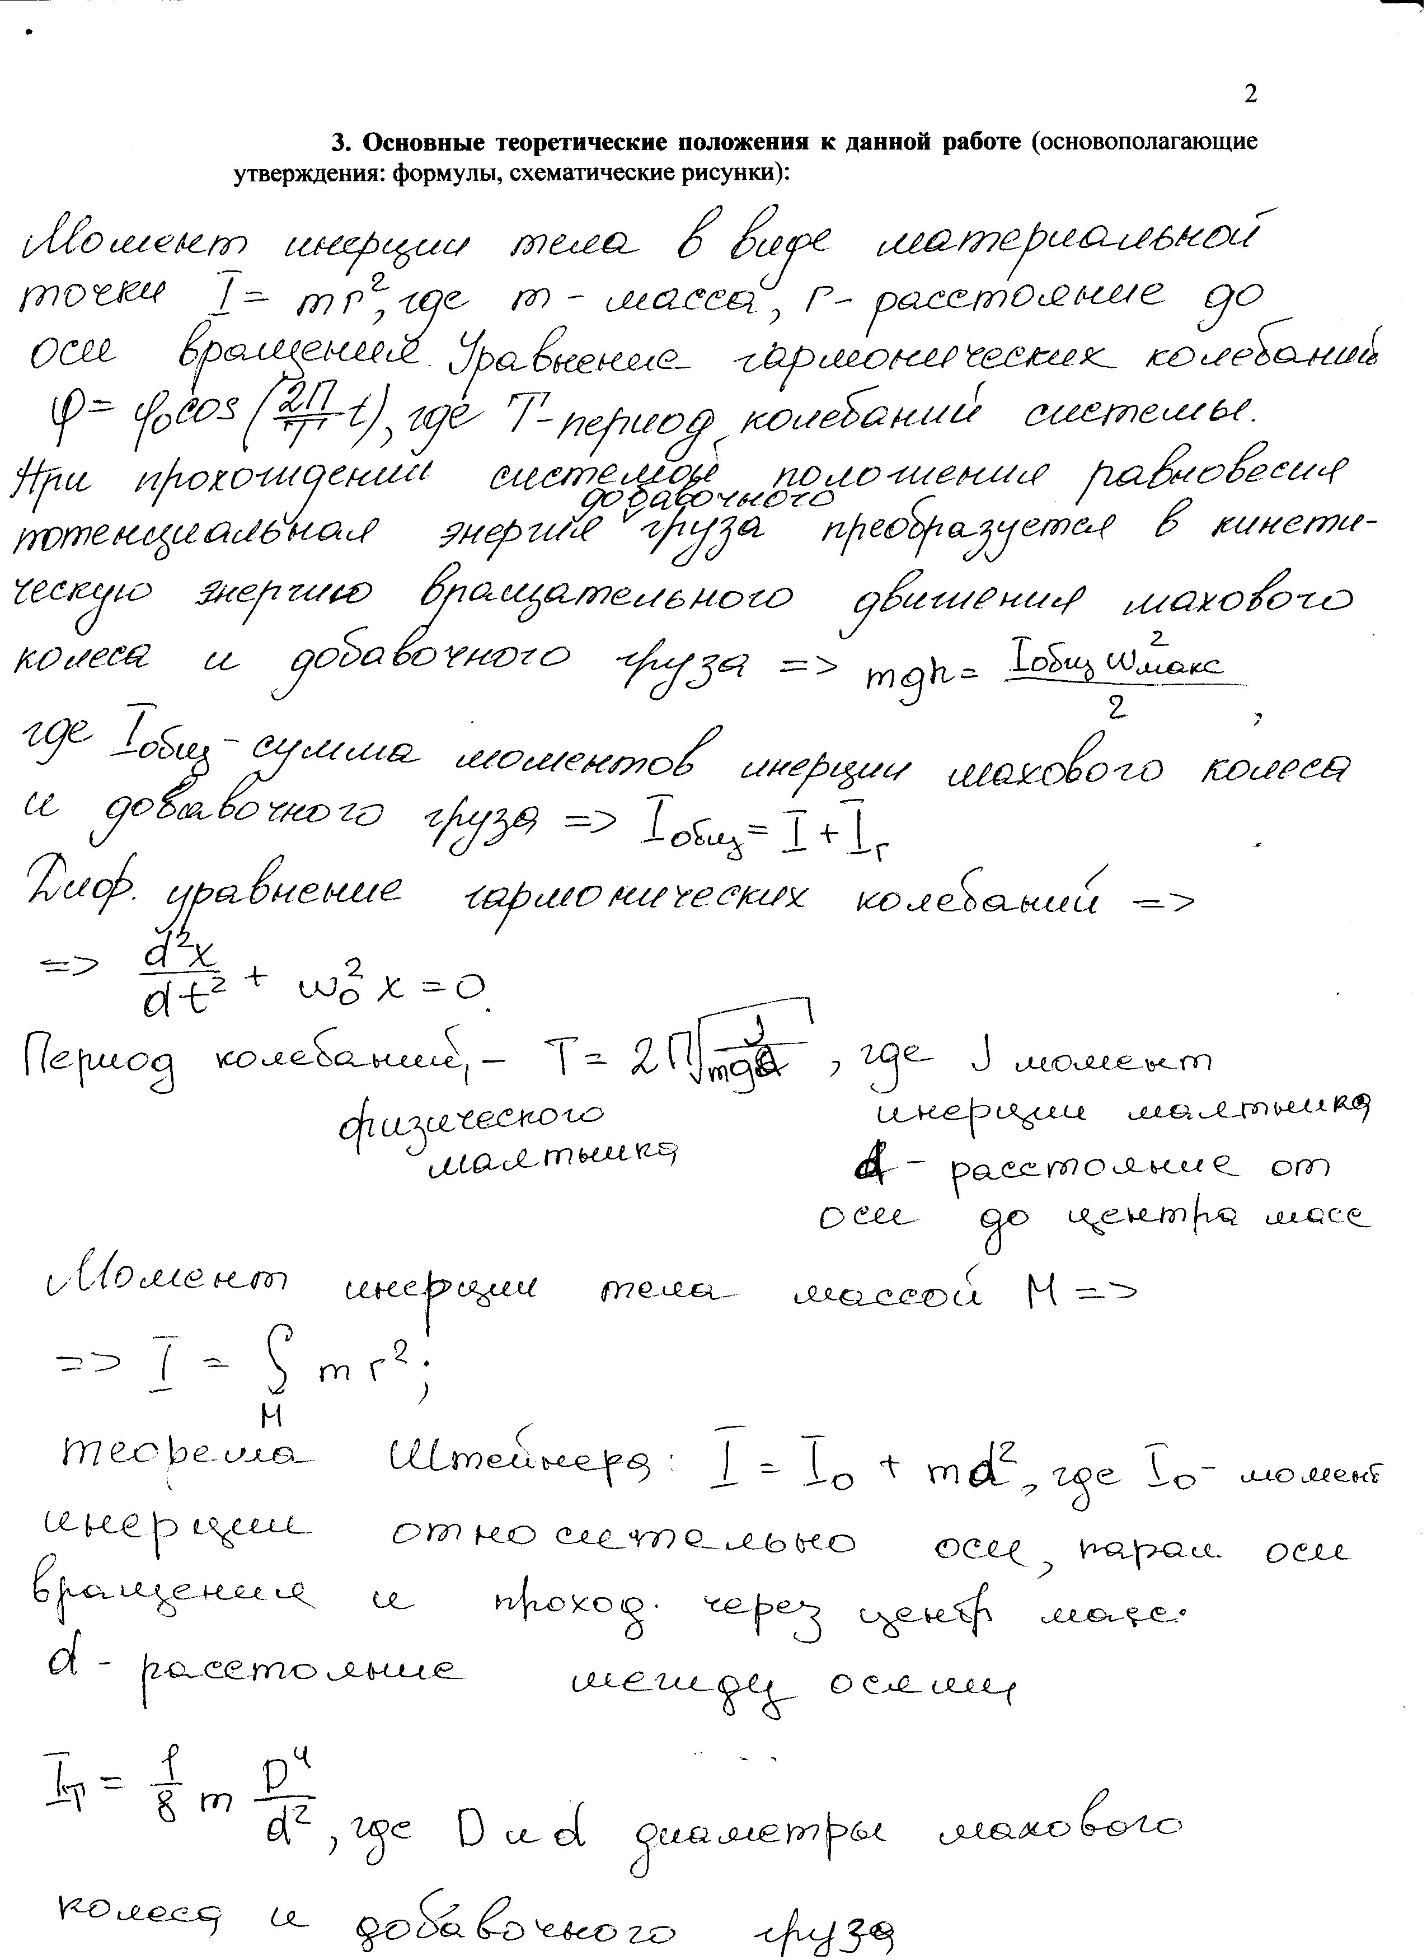 2
3. Основные теоретические положения к данной работе (основополагающие
утверждения: формулы, схематические рисунки):
Момент инерции тела в виде материальной
точки I = mr², где m - масса, r - расстояние до
оси вращения. Уравнение гармонических колебаний
φ = φ₀cos(2П/T t), где T - период колебаний системы.
При прохождении системой положения равновесия
добавочного
потенциальная энергия груза преобразуется в кинети-
ческую энергию вращательного движения махового
колеса и добавочного груза => mgh = Iобщ ω²макс / 2 ,
где Iобщ - сумма моментов инерции махового колеса
и добавочного груза => Iобщ = I + Iг
Диф. уравнение гармонических колебаний =>
=> d²x/dt² + ω₀² x = 0.
Период колебаний, - T = 2П√(J/mgd) , где J момент
физического инерции маятника
маятника d - расстояние от
оси до центра масс
Момент инерции тела массой M =>
=> I = ∫M mr²;
теорема Штейнера: I = I₀ + md², где I₀ - момент
инерции относительно оси, парал. оси
вращения и проход. через центр масс.
d - расстояние между осями
Iт = 1/8 m D⁴/d² , где D и d диаметры махового
колеса и добавочного груза